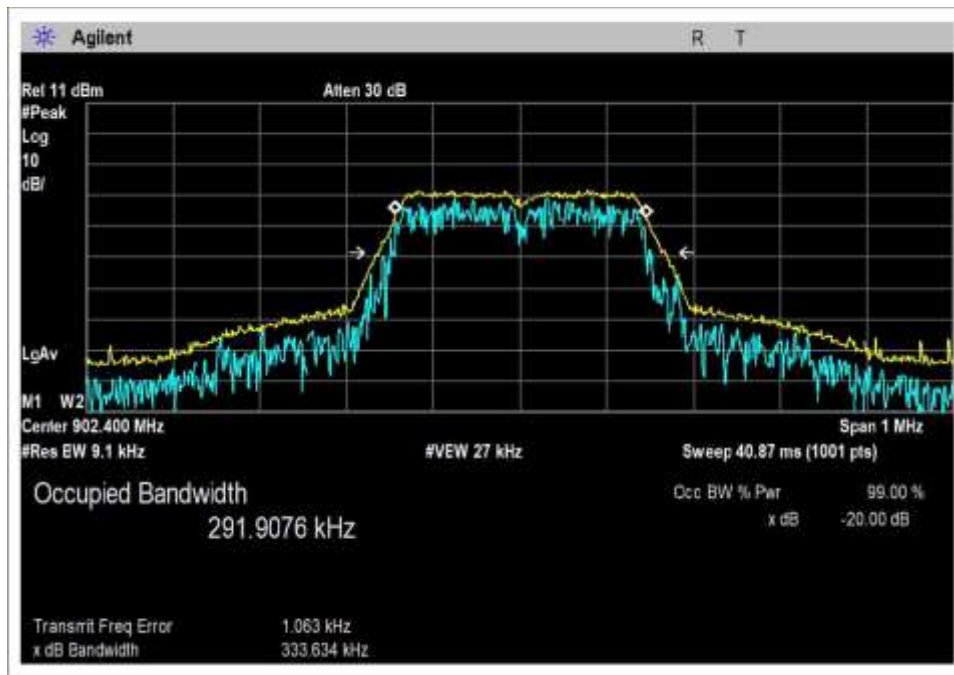 Agilent R T
Ref 11 dBm Atten 30 dB
#Peak
Log
10
dB/
LgAv
M1 W2
Center 902.400 MHz Span 1 MHz
#Res BW 9.1 kHz #VBW 27 kHz Sweep 40.87 ms (1001 pts)
Occupied Bandwidth Occ BW % Pwr 99.00 %
291.9076 kHz x dB -20.00 dB
Transmit Freq Error 1.063 kHz
x dB Bandwidth 333.634 kHz